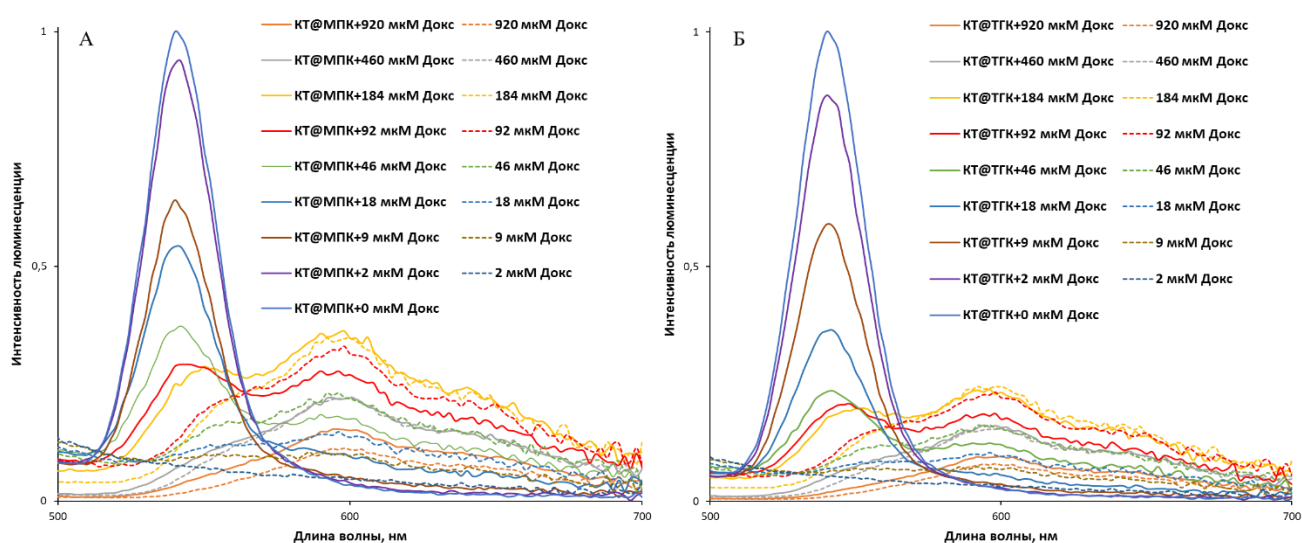 А
КТ@МПК+920 мкМ Докс 920 мкМ Докс
КТ@МПК+460 мкМ Докс 460 мкМ Докс
КТ@МПК+184 мкМ Докс 184 мкМ Докс
КТ@МПК+92 мкМ Докс 92 мкМ Докс
КТ@МПК+46 мкМ Докс 46 мкМ Докс
КТ@МПК+18 мкМ Докс 18 мкМ Докс
КТ@МПК+9 мкМ Докс 9 мкМ Докс
КТ@МПК+2 мкМ Докс 2 мкМ Докс
КТ@МПК+0 мкМ Докс
Интенсивность люминесценции
1
0,5
0
500 600 700
Длина волны, нм
Б
КТ@ТГК+920 мкМ Докс 920 мкМ Докс
КТ@ТГК+460 мкМ Докс 460 мкМ Докс
КТ@ТГК+184 мкМ Докс 184 мкМ Докс
КТ@ТГК+92 мкМ Докс 92 мкМ Докс
КТ@ТГК+46 мкМ Докс 46 мкМ Докс
КТ@ТГК+18 мкМ Докс 18 мкМ Докс
КТ@ТГК+9 мкМ Докс 9 мкМ Докс
КТ@ТГК+2 мкМ Докс 2 мкМ Докс
КТ@ТГК+0 мкМ Докс
Интенсивность люминесценции
1
0,5
0
500 600 700
Длина волны, нм